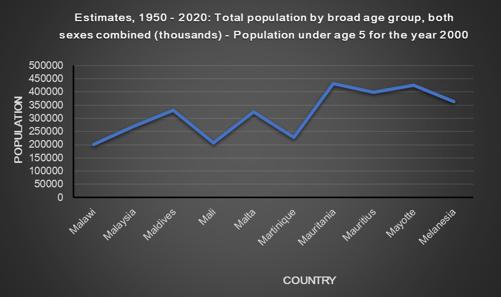 Estimates, 1950 - 2020: Total population by broad age group, both
sexes combined (thousands) - Population under age 5 for the year 2000
POPULATION
500000
450000
400000
350000
300000
250000
200000
150000
100000
50000
0
Malawi
Malaysia
Maldives
Mali
Malta
Martinique
Mauritania
Mauritius
Mayotte
Melanesia
COUNTRY